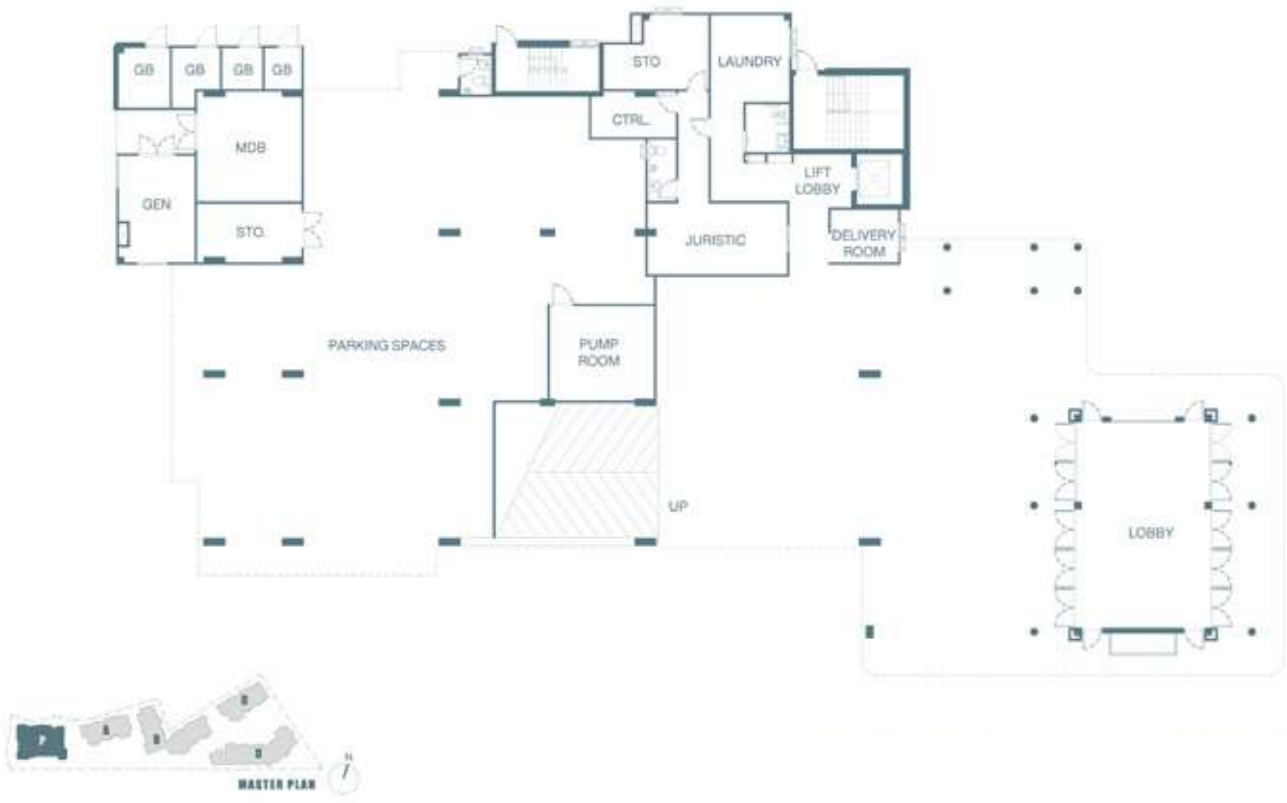 GB
GB
GB
GB
STO
LAUNDRY
CTRL.
MDB
LIFT
LOBBY
GEN
STO.
JURISTIC
DELIVERY
ROOM
PARKING SPACES
PUMP
ROOM
UP
LOBBY
P
A
B
D
MASTER PLAN
N